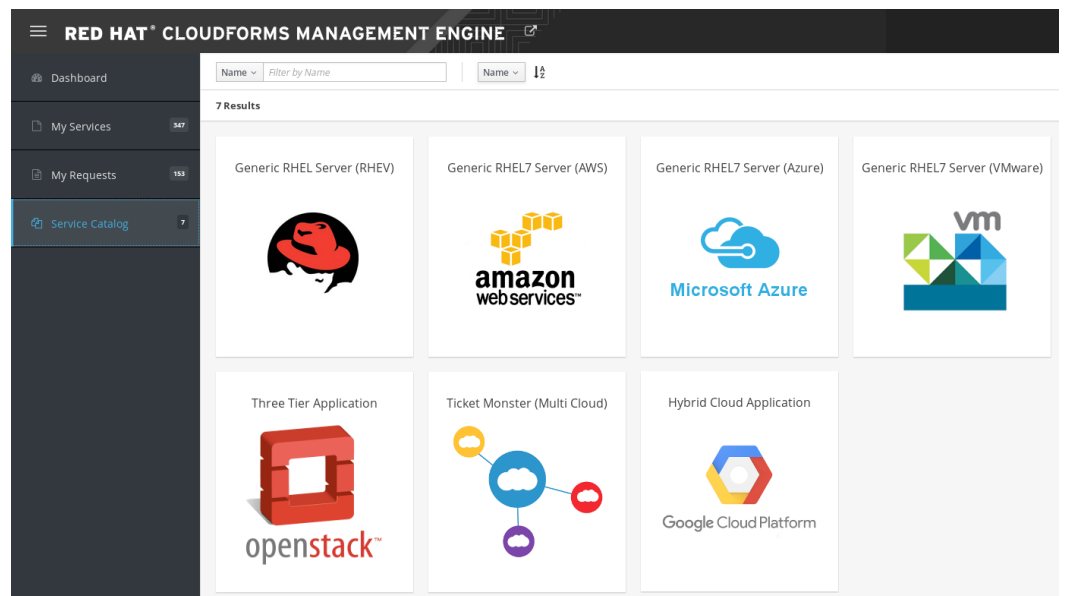 RED HAT® CLOUDFORMS MANAGEMENT ENGINE
Dashboard
My Services 347
My Requests 153
Service Catalog 7
Name Filter by Name Name A Z
7 Results
Generic RHEL Server (RHEV)
Generic RHEL7 Server (AWS)
amazon
web services™
Generic RHEL7 Server (Azure)
Microsoft Azure
Generic RHEL7 Server (VMware)
vm
Three Tier Application
openstack™
Ticket Monster (Multi Cloud)
Hybrid Cloud Application
Google Cloud Platform